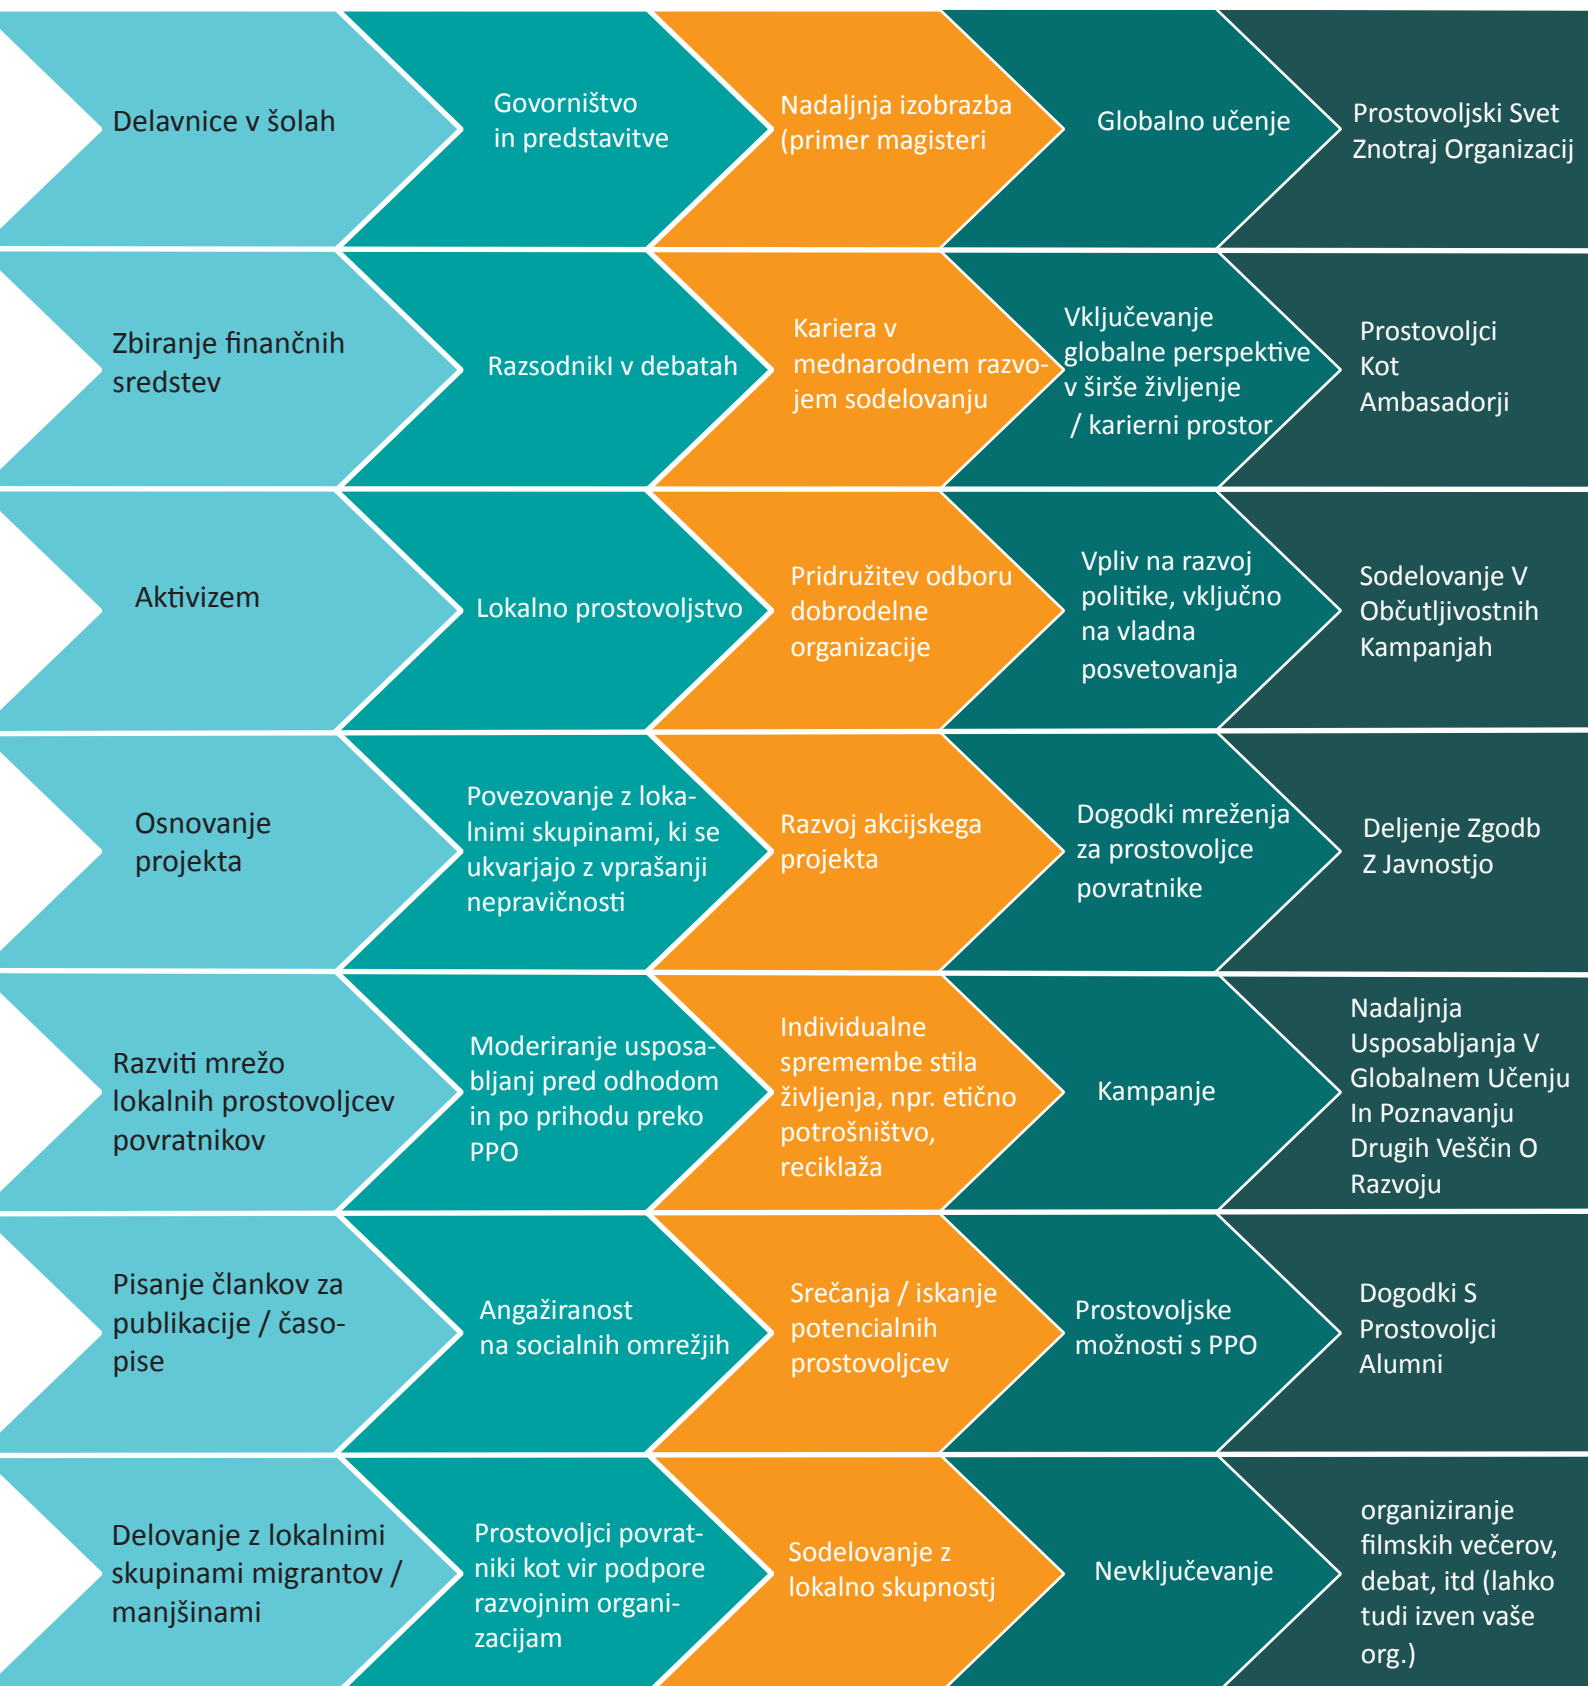 Delavnice v šolah
Govorništvo
in predstavitve
Nadaljnja izobrazba
(primer magisteri
Globalno učenje
Prostovoljski Svet
Znotraj Organizacij
Zbiranje finančnih
sredstev
RazsodnikI v debatah
Kariera v
mednarodnem razvo-
jem sodelovanju
Vključevanje
globalne perspektive
v širše življenje
/ karierni prostor
Prostovoljci
Kot
Ambasadorji
Aktivizem
Lokalno prostovoljstvo
Pridružitev odboru
dobrodelne
organizacije
Vpliv na razvoj
politike, vključno
na vladna
posvetovanja
Sodelovanje V
Občutljivostnih
Kampanjah
Osnovanje
projekta
Povezovanje z loka-
lnimi skupinami, ki se
ukvarjajo z vprašanji
nepravičnosti
Razvoj akcijskega
projekta
Dogodki mreženja
za prostovoljce
povratnike
Deljenje Zgodb
Z Javnostjo
Razviti mrežo
lokalnih prostovoljcev
povratnikov
Moderiranje usposa-
bljanj pred odhodom
in po prihodu preko
PPO
Individualne
spremembe stila
življenja, npr. etično
potrošništvo,
reciklaža
Kampanje
Nadaljnja
Usposabljanja V
Globalnem Učenju
In Poznavanju
Drugih Veščin O
Razvoju
Pisanje člankov za
publikacije / časo-
pise
Angažiranost
na socialnih omrežjih
Srečanja / iskanje
potencialnih
prostovoljcev
Prostovoljske
možnosti s PPO
Dogodki S
Prostovoljci
Alumni
Delovanje z lokalnimi
skupinami migrantov /
manjšinami
Prostovoljci povrat-
niki kot vir podpore
razvojnim organi-
zacijam
Sodelovanje z
lokalno skupnostj
Nevključevanje
organiziranje
filmskih večerov,
debat, itd (lahko
tudi izven vaše
org.)